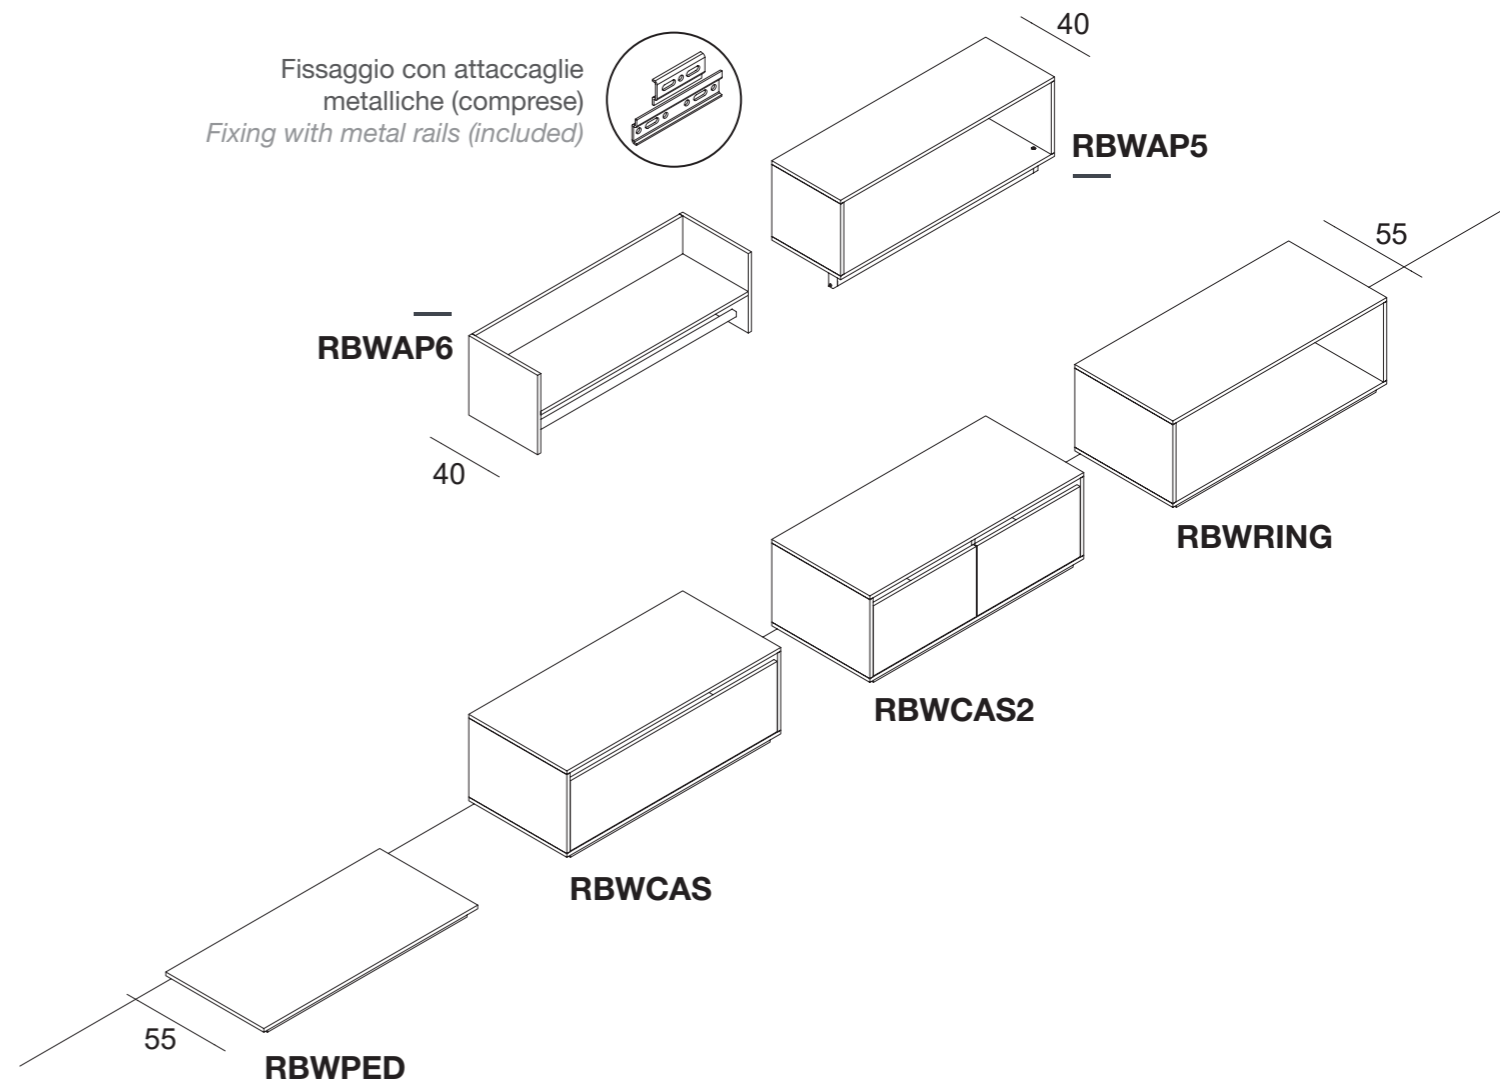 40
Fissaggio con attaccaglie
metalliche (comprese)
Fixing with metal rails (included)
RBWAP5
55
RBWAP6
40
RBWRING
RBWCAS2
RBWCAS
55
RBWPED